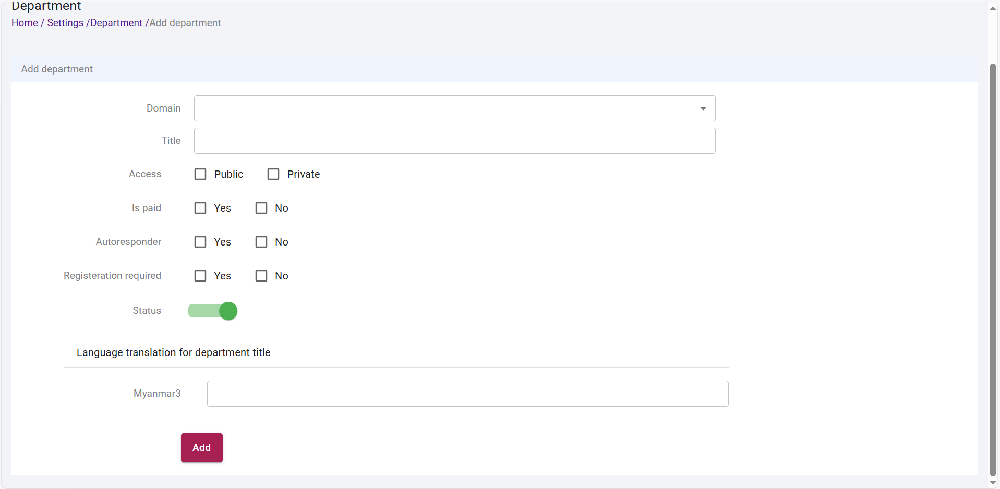 Department
Home / Settings /Department /Add department
Add department
Domain
Title
Access Public Private
Is paid Yes No
Autoresponder Yes No
Registeration required Yes No
Status
Language translation for department title
Myanmar3
Add